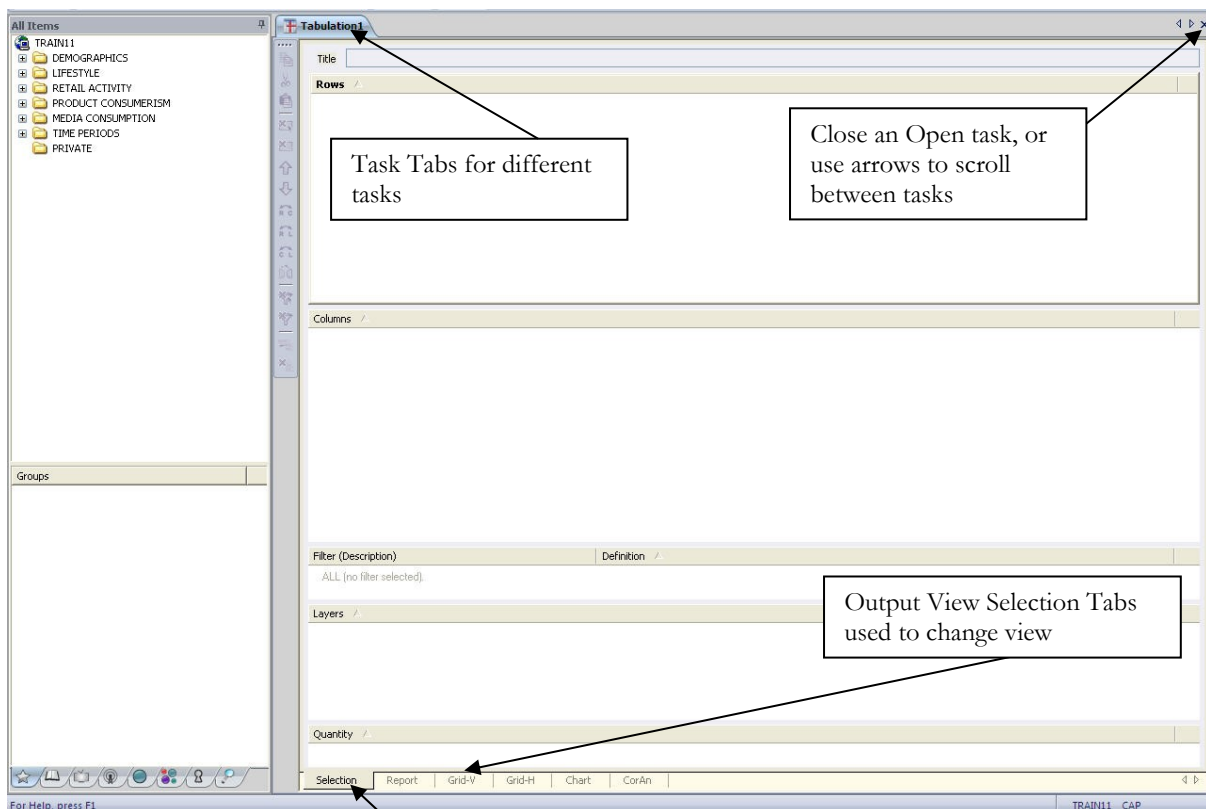 All Items
TRAIN11
DEMOGRAPHICS
LIFESTYLE
RETAIL ACTIVITY
PRODUCT CONSUMERISM
MEDIA CONSUMPTION
TIME PERIODS
PRIVATE
Groups
Tabulation1
Title
Rows
Task Tabs for different
tasks
Close an Open task, or
use arrows to scroll
between tasks
Columns
Filter (Description) Definition
ALL (no filter selected).
Layers
Output View Selection Tabs
used to change view
Quantity
Selection Report Grid-V Grid-H Chart CorAn
For Help, press F1 TRAIN11 CAP